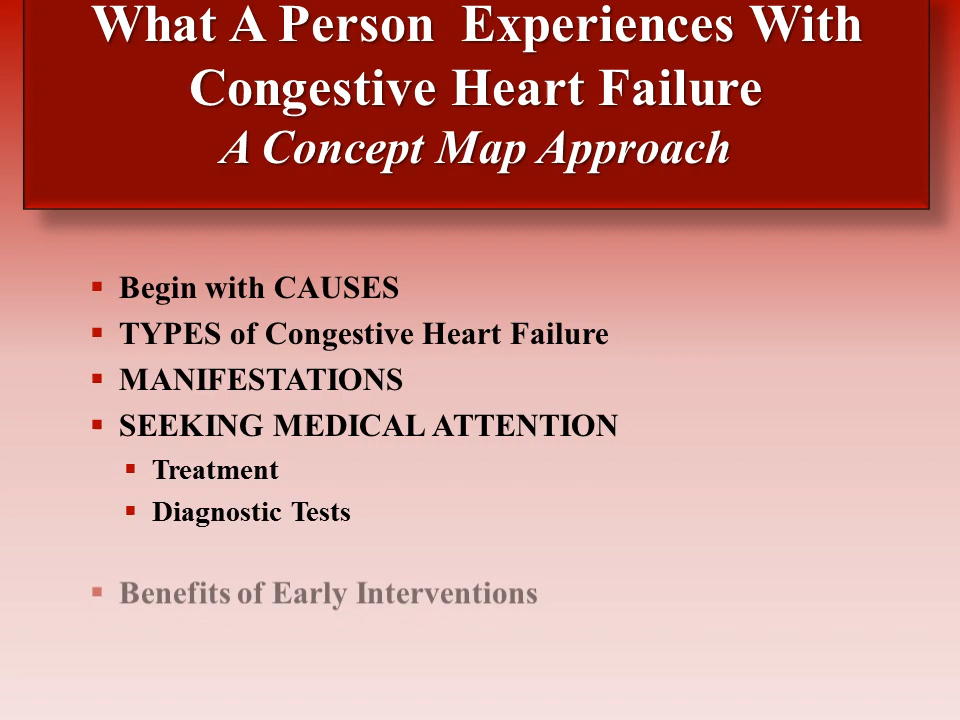 What A Person  Experiences With
Congestive Heart Failure
A Concept Map Approach
Begin with CAUSES
TYPES of Congestive Heart Failure
MANIFESTATIONS
SEEKING MEDICAL ATTENTION
Treatment
Diagnostic Tests
Benefits of Early Interventions